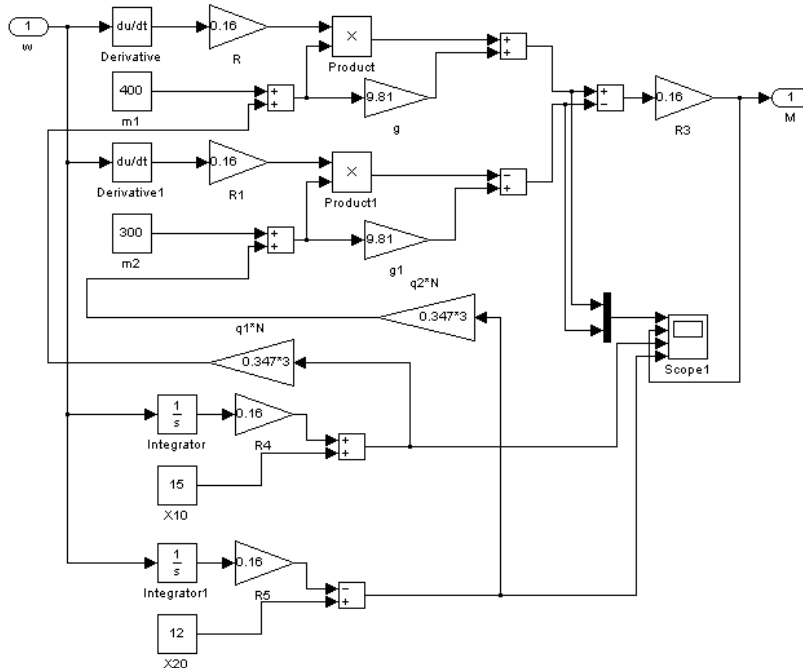 1
w
du/dt
Derivative
0.16
R
×
Product
+
+
400
m1
+
+
9.81
g
+
−
0.16
R3
1
M
du/dt
Derivative1
0.16
R1
×
Product1
−
+
300
m2
+
+
9.81
g1
q2*N
0.347*3
q1*N
0.347*3
Scope1
1
s
Integrator
0.16
R4
+
+
15
X10
1
s
Integrator1
0.16
R5
−
+
12
X20